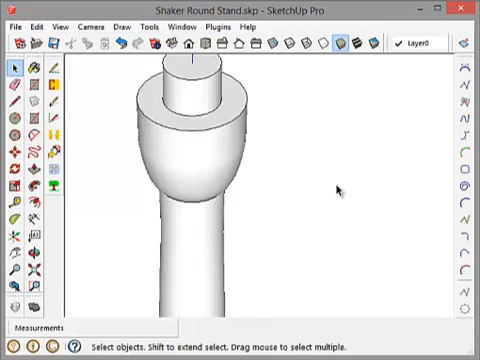 Shaker Round Stand.skp - SketchUp Pro
File Edit View Camera Draw Tools Window Plugins Help
Layer0
Measurements
Select objects. Shift to extend select. Drag mouse to select multiple.